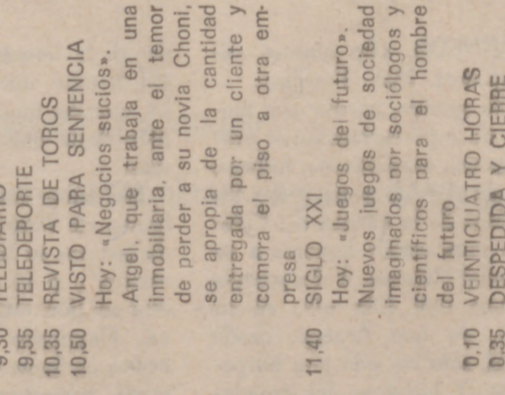 9,30 TELEDIARIO
9,55 TELEDEPORTE
10,35 REVISTA DE TOROS
10,50 VISTO PARA SENTENCIA
Hoy: «Negocios sucios».
Angel, que trabaja en una
inmobiliaria, ante el temor
de perder a su novia Choni,
se apropia de la cantidad
entregada por un cliente y
compra el piso a otra em-
presa
11,40 SIGLO XXI
Hoy: «Juegos del futuro».
Nuevos juegos de sociedad
imaginados por sociólogos y
científicos para el hombre
del futuro
0,10 VEINTICUATRO HORAS
0,35 DESPEDIDA Y CIERRE